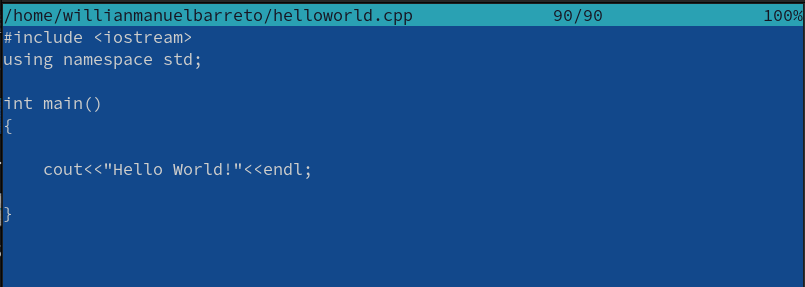 /home/willianmanuelbarreto/helloworld.cpp 90/90 100%
#include <iostream>
using namespace std;

int main()
{

    cout<<"Hello World!"<<endl;

}